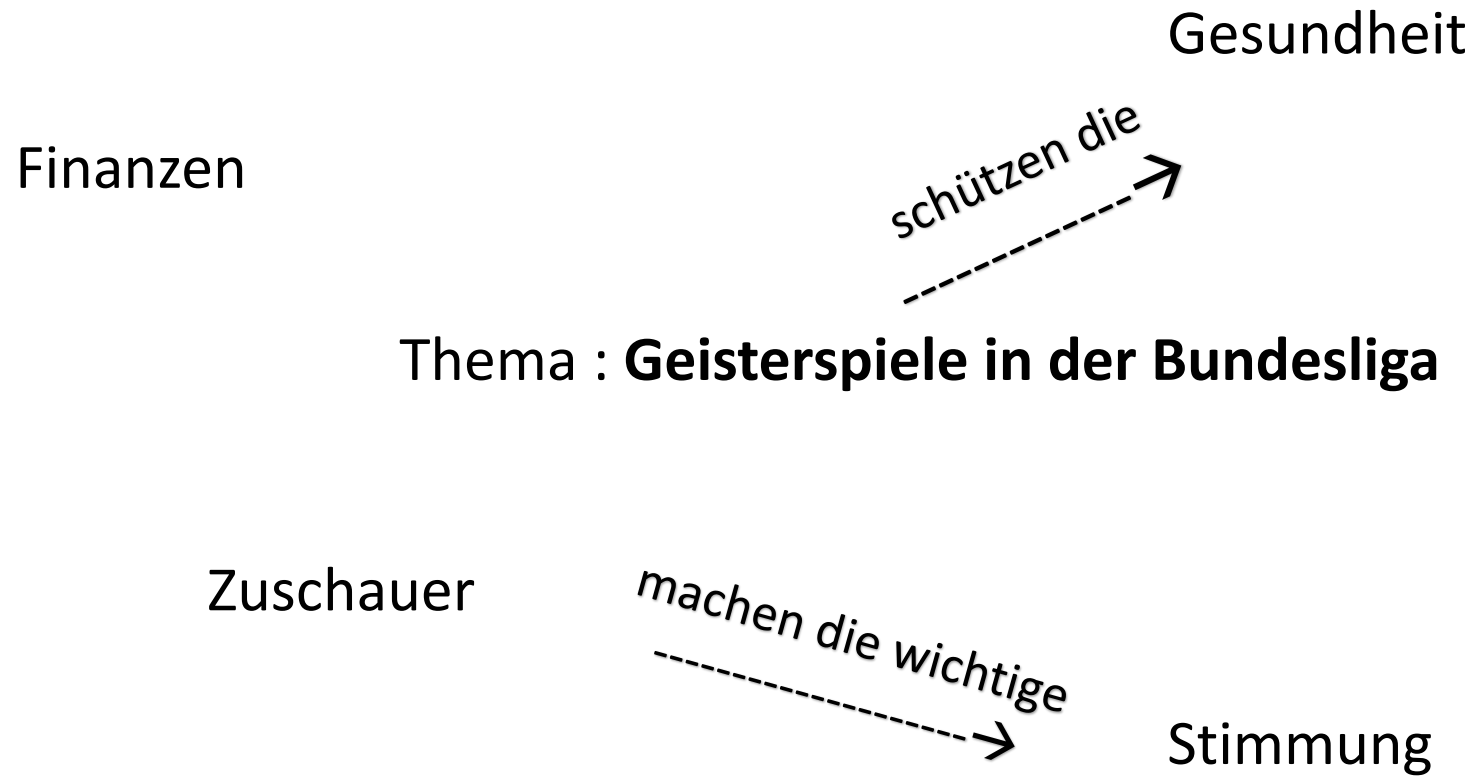 Gesundheit
Finanzen
schützen die
Thema : Geisterspiele in der Bundesliga
Zuschauer
machen die wichtige
Stimmung